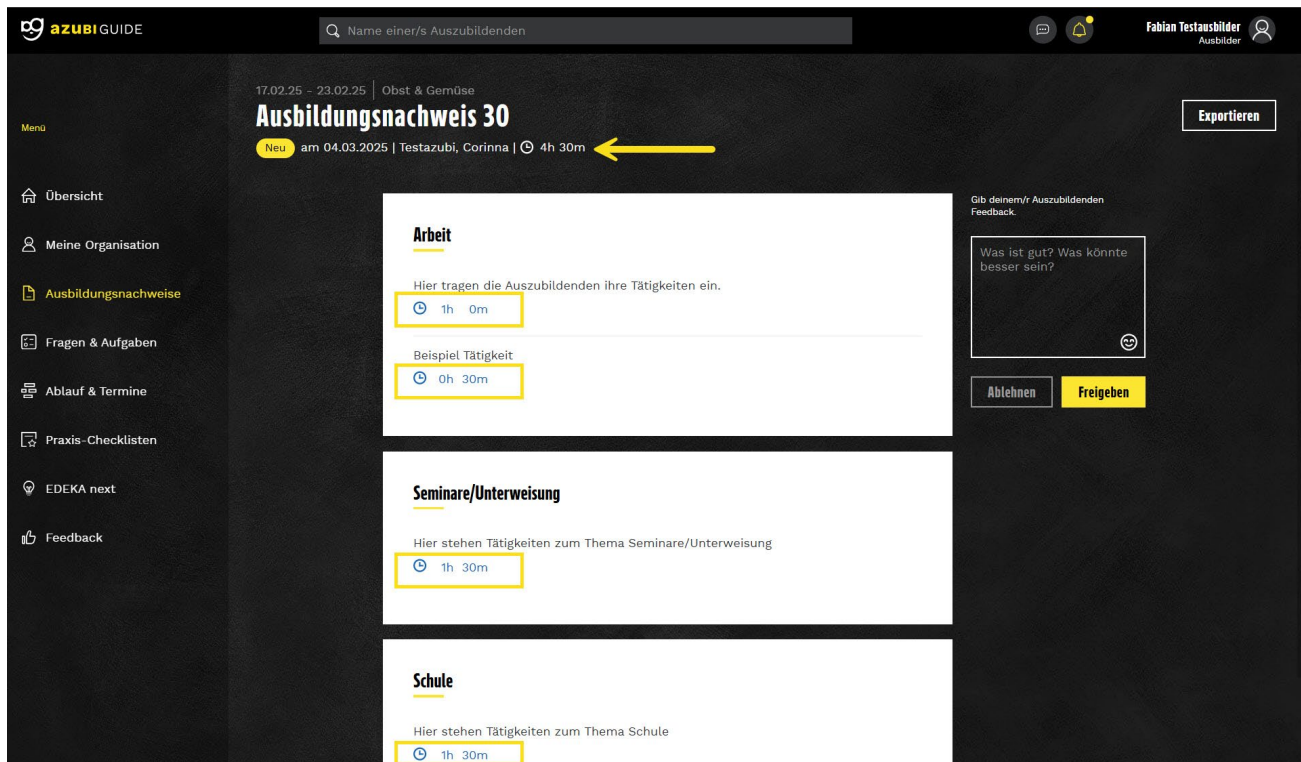 azubiGUIDE
Name einer/s Auszubildenden
Fabian Testausbilder
Ausbilder
Menü
Übersicht
Meine Organisation
Ausbildungsnachweise
Fragen & Aufgaben
Ablauf & Termine
Praxis-Checklisten
EDEKA next
Feedback
17.02.25 - 23.02.25 | Obst & Gemüse
Ausbildungsnachweis 30
Neu am 04.03.2025 | Testazubi, Corinna | 4h 30m
Exportieren
Arbeit
Hier tragen die Auszubildenden ihre Tätigkeiten ein.
1h 0m
Beispiel Tätigkeit
0h 30m
Seminare/Unterweisung
Hier stehen Tätigkeiten zum Thema Seminare/Unterweisung
1h 30m
Schule
Hier stehen Tätigkeiten zum Thema Schule
1h 30m
Gib deinem/r Auszubildenden
Feedback.
Was ist gut? Was könnte
besser sein?
Ablehnen
Freigeben